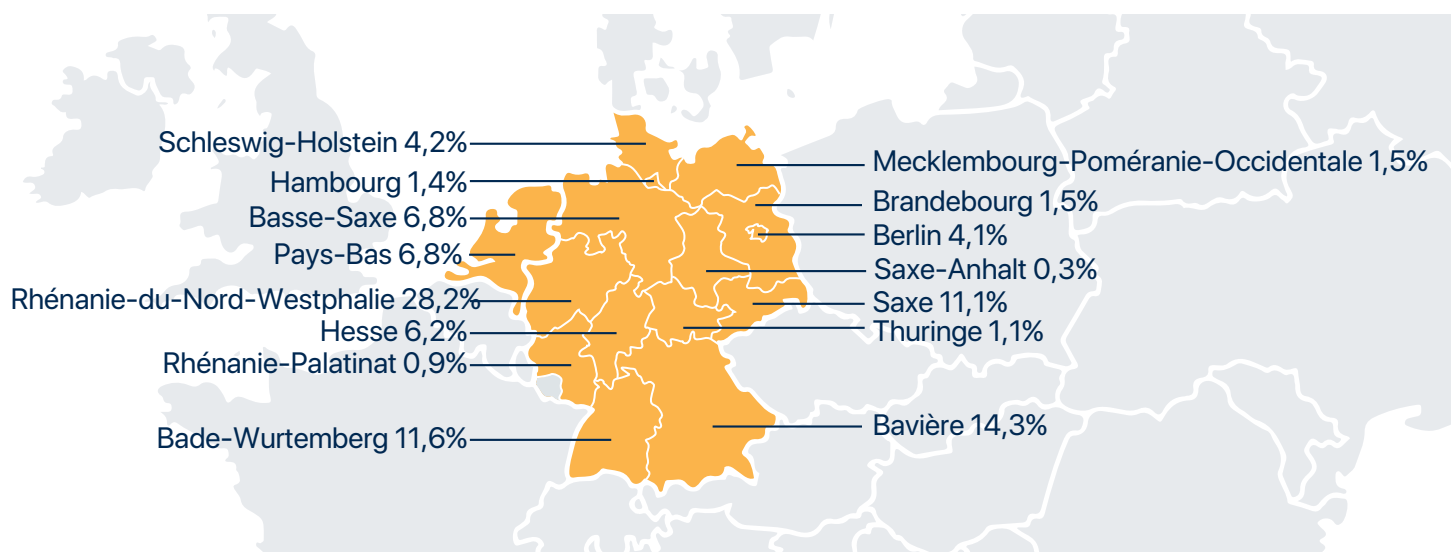 Schleswig-Holstein 4,2%
Hambourg 1,4%
Basse-Saxe 6,8%
Pays-Bas 6,8%
Rhénanie-du-Nord-Westphalie 28,2%
Hesse 6,2%
Rhénanie-Palatinat 0,9%
Bade-Wurtemberg 11,6%
Mecklembourg-Poméranie-Occidentale 1,5%
Brandebourg 1,5%
Berlin 4,1%
Saxe-Anhalt 0,3%
Saxe 11,1%
Thuringe 1,1%
Bavière 14,3%